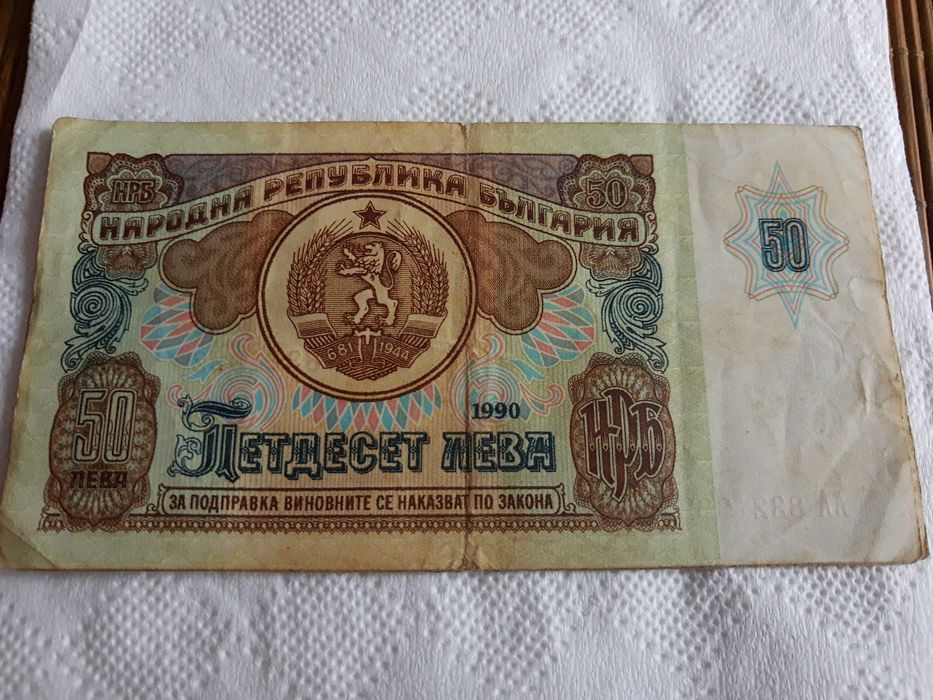 НРБ
НАРОДНА РЕПУБЛИКА БЪЛГАРИЯ
50
50
681 1944
1990
50
ЛЕВА
ПЕТДЕСЕТ ЛЕВА
НРБ
ЗА ПОДПРАВКА ВИНОВНИТЕ СЕ НАКАЗВАТ ПО ЗАКОНА